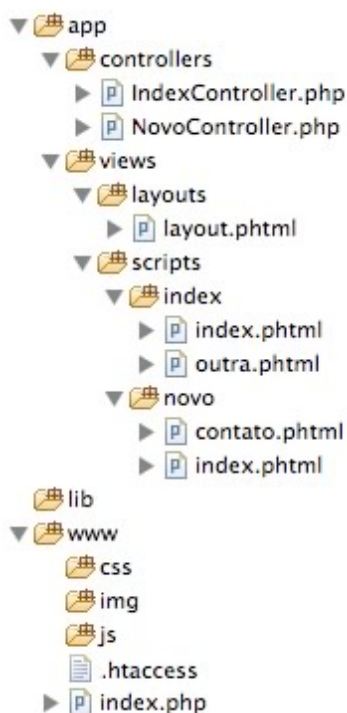 app
controllers
IndexController.php
NovoController.php
views
layouts
layout.phtml
scripts
index
index.phtml
outra.phtml
novo
contato.phtml
index.phtml
lib
www
css
img
js
.htaccess
index.php